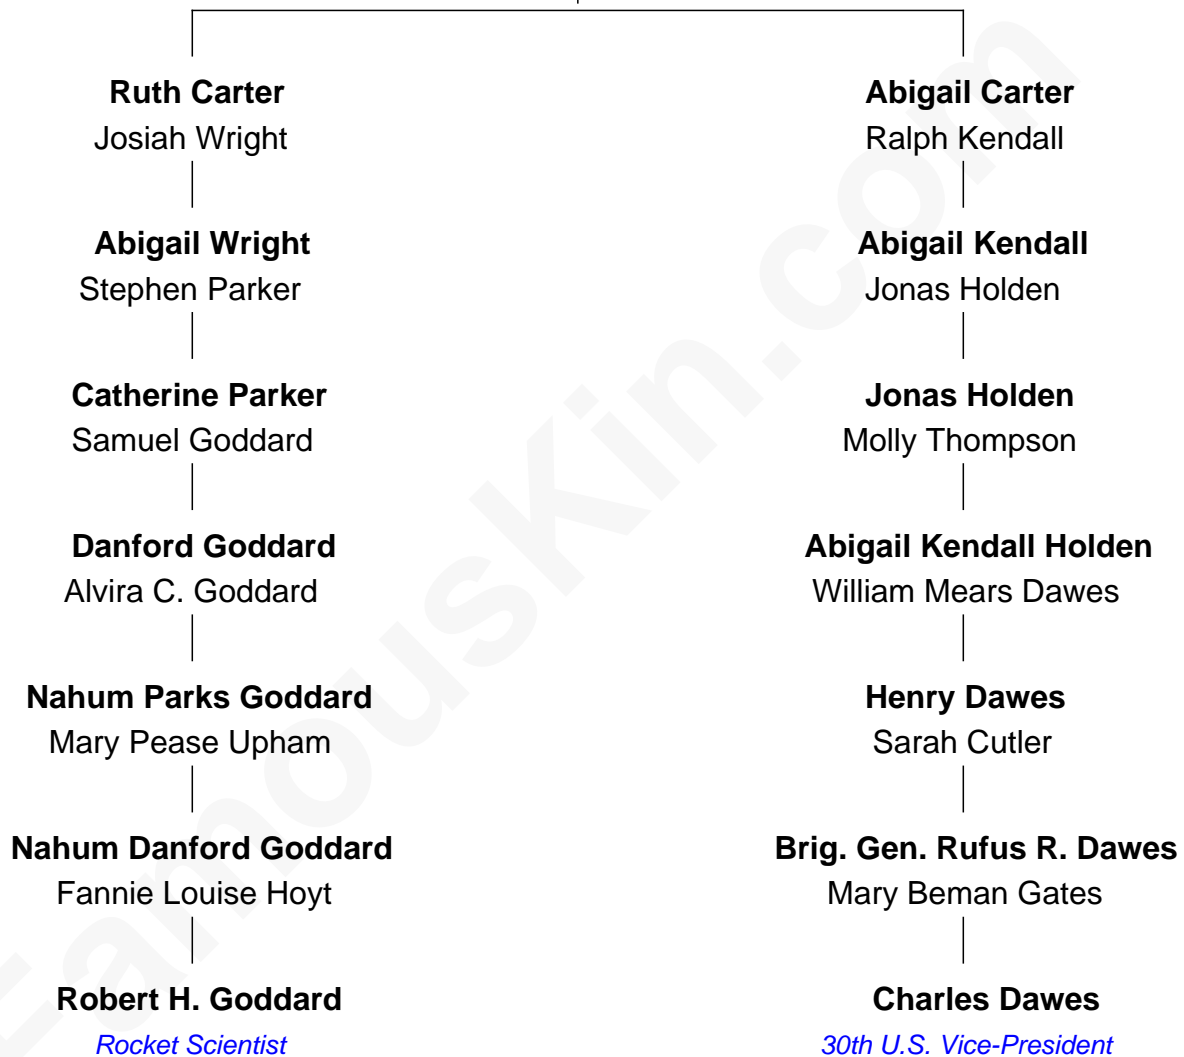 Ruth Carter
Josiah Wright
Abigail Wright
Stephen Parker
Catherine Parker
Samuel Goddard
Danford Goddard
Alvira C. Goddard
Nahum Parks Goddard
Mary Pease Upham
Nahum Danford Goddard
Fannie Louise Hoyt
Robert H. Goddard
Rocket Scientist
Abigail Carter
Ralph Kendall
Abigail Kendall
Jonas Holden
Jonas Holden
Molly Thompson
Abigail Kendall Holden
William Mears Dawes
Henry Dawes
Sarah Cutler
Brig. Gen. Rufus R. Dawes
Mary Beman Gates
Charles Dawes
30th U.S. Vice-President
FamousKin.com